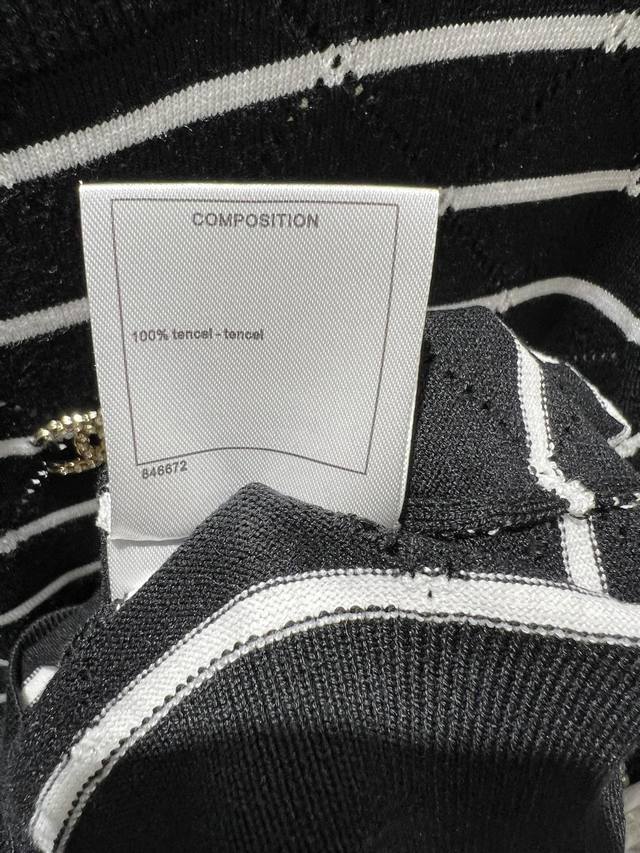 COMPOSITION
100% tencel - tencel
846672